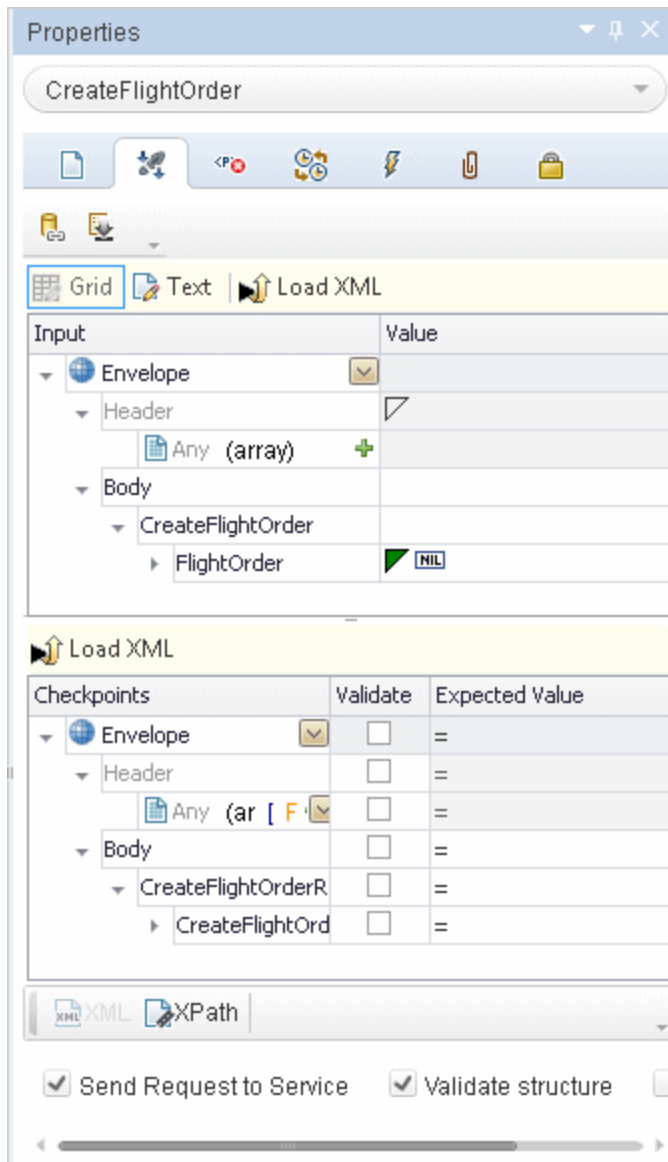 Properties
CreateFlightOrder
<P>
Grid Text Load XML
Input Value
Envelope
Header
Any (array)
Body
CreateFlightOrder
FlightOrder NIL
Load XML
Checkpoints Validate Expected Value
Envelope =
Header =
Any (ar [ F =
Body =
CreateFlightOrderR =
CreateFlightOrd =
XML XML XPath
Send Request to Service Validate structure